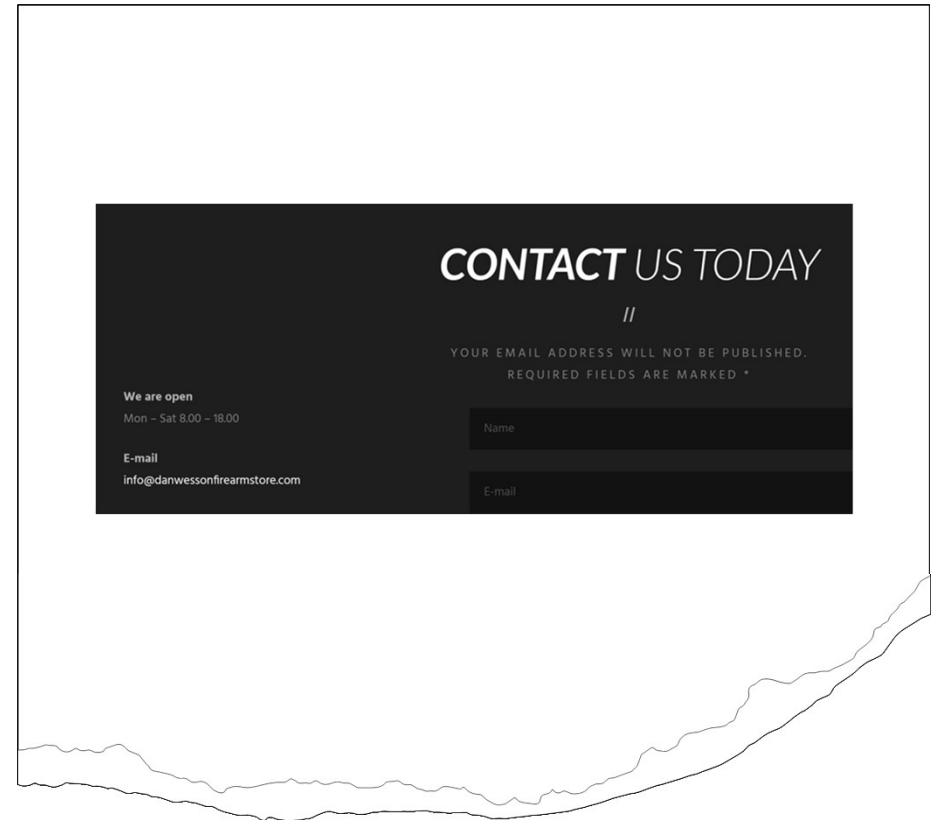 CONTACT US TODAY
//
YOUR EMAIL ADDRESS WILL NOT BE PUBLISHED.
REQUIRED FIELDS ARE MARKED *
We are open
Mon – Sat 8.00 – 18.00
E-mail
info@danwessonfirearmstore.com
Name
E-mail